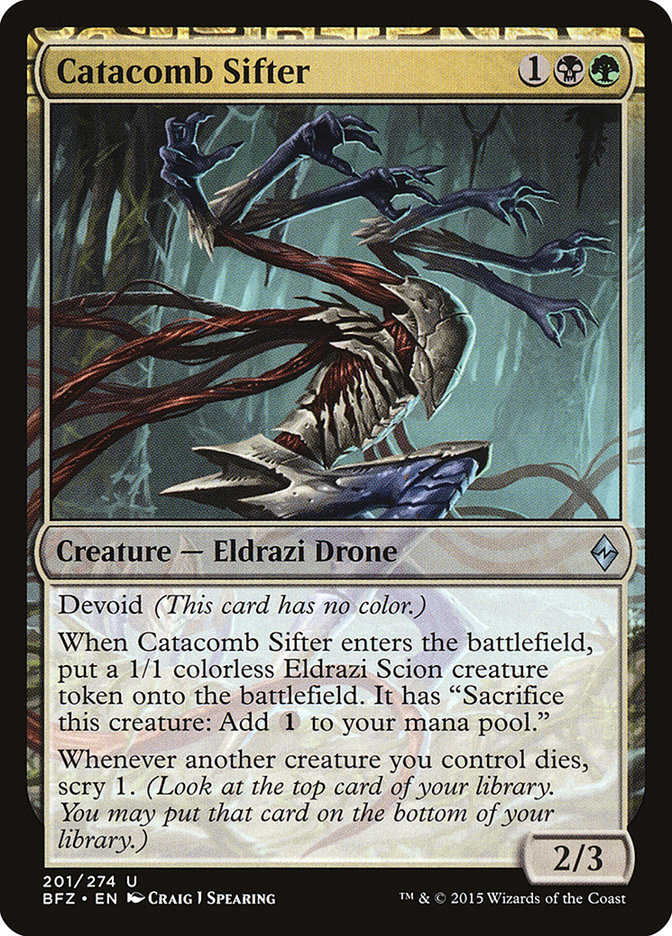 Catacomb Sifter 1
Creature — Eldrazi Drone
Devoid (This card has no color.)
When Catacomb Sifter enters the battlefield,
put a 1/1 colorless Eldrazi Scion creature
token onto the battlefield. It has “Sacrifice
this creature: Add 1 to your mana pool.”
Whenever another creature you control dies,
scry 1. (Look at the top card of your library.
You may put that card on the bottom of your
library.)
2/3
201/274 U
BFZ • EN Craig J Spearing
™ & © 2015 Wizards of the Coast